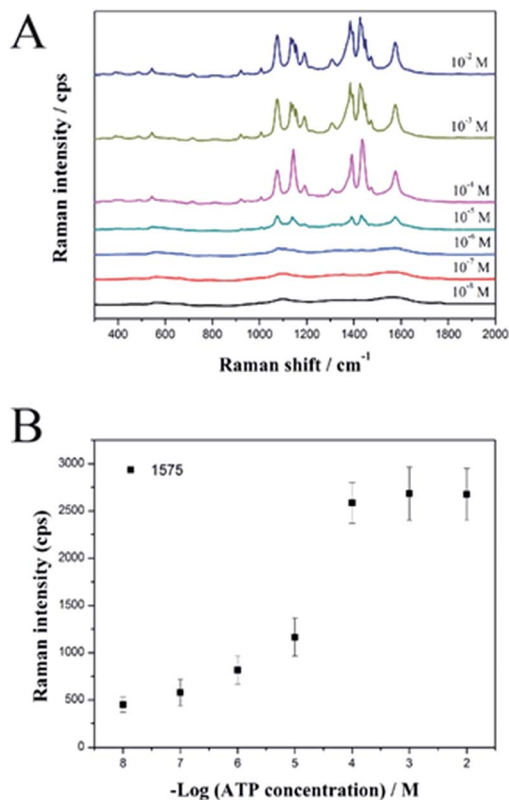 A
Raman intensity / cps
10⁻² M
10⁻³ M
10⁻⁴ M
10⁻⁵ M
10⁻⁶ M
10⁻⁷ M
10⁻⁸ M
400 600 800 1000 1200 1400 1600 1800 2000
Raman shift / cm⁻¹
B
Raman intensity (cps)
1575
3000
2500
2000
1500
1000
500
0
8 7 6 5 4 3 2
-Log (ATP concentration) / M